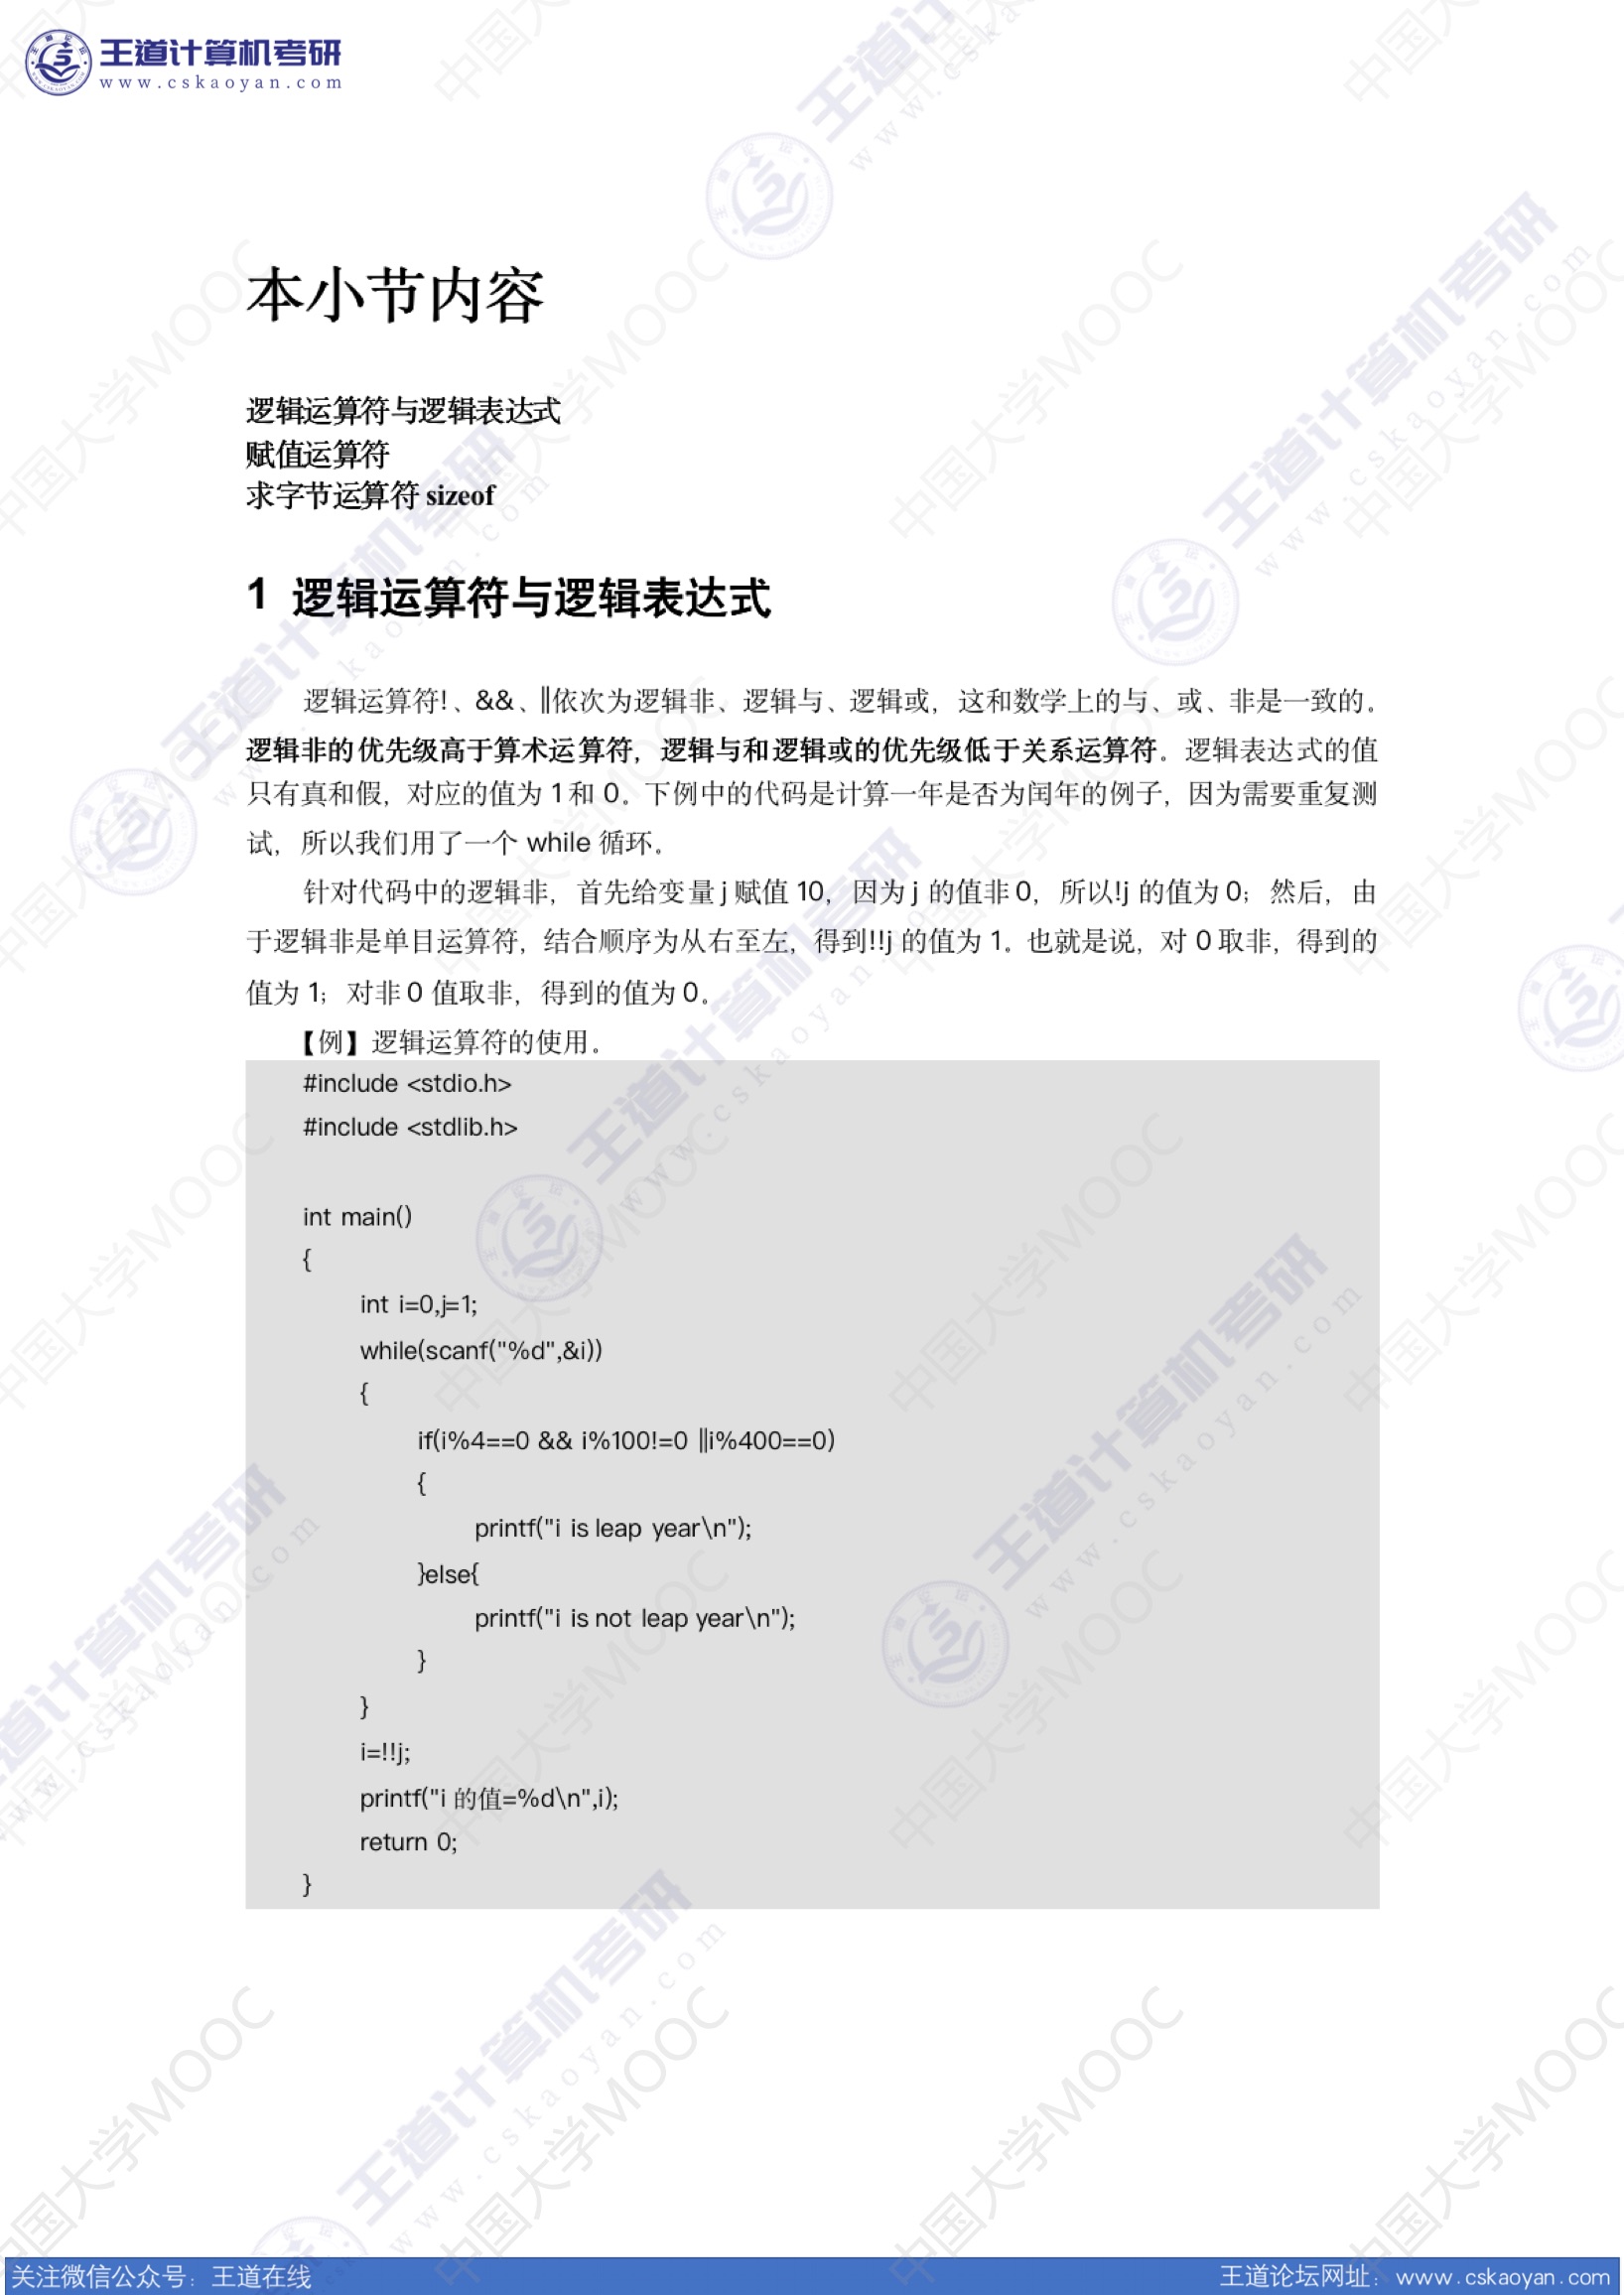 王道计算机考研
www.cskaoyan.com
本小节内容
逻辑运算符与逻辑表达式
赋值运算符
求字节运算符 sizeof
1 逻辑运算符与逻辑表达式
逻辑运算符!、&&、||依次为逻辑非、逻辑与、逻辑或，这和数学上的与、或、非是一致的。
逻辑非的优先级高于算术运算符，逻辑与和逻辑或的优先级低于关系运算符。逻辑表达式的值
只有真和假，对应的值为 1 和 0。下例中的代码是计算一年是否为闰年的例子，因为需要重复测
试，所以我们用了一个 while 循环。
针对代码中的逻辑非，首先给变量 j 赋值 10，因为 j 的值非 0，所以!j 的值为 0；然后，由
于逻辑非是单目运算符，结合顺序为从右至左，得到!!j 的值为 1。也就是说，对 0 取非，得到的
值为 1；对非 0 值取非，得到的值为 0。
【例】逻辑运算符的使用。
#include <stdio.h>
#include <stdlib.h>
int main()
{
int i=0,j=1;
while(scanf("%d",&i))
{
if(i%4==0 && i%100!=0 ||i%400==0)
{
printf("i is leap year\n");
}else{
printf("i is not leap year\n");
}
}
i=!!j;
printf("i 的值=%d\n",i);
return 0;
}
关注微信公众号：王道在线
王道论坛网址：www.cskaoyan.com